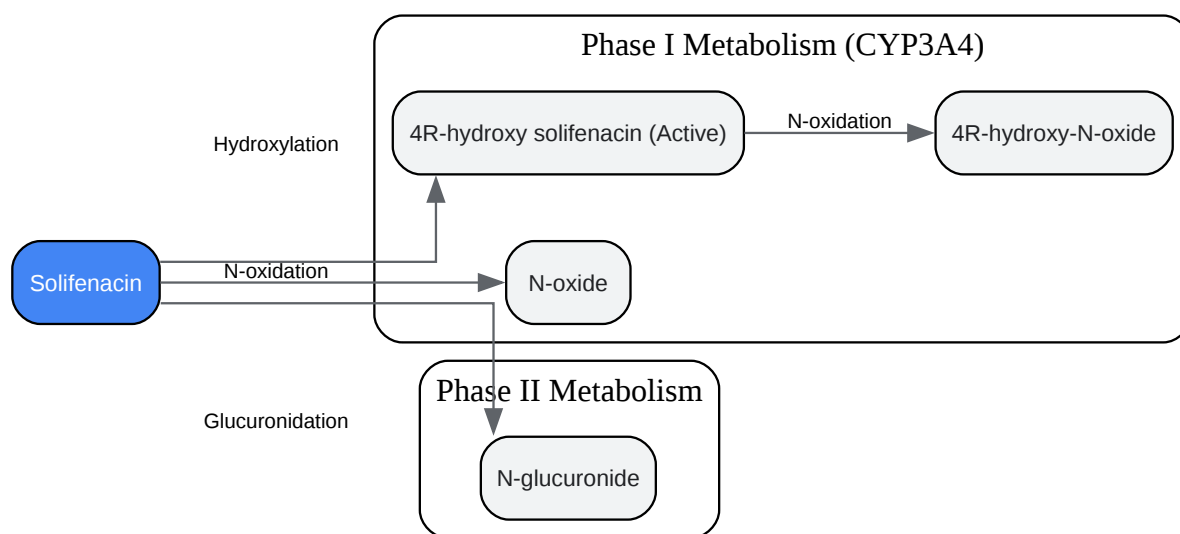 Phase I Metabolism (CYP3A4)
4R-hydroxy solifenacin (Active)
N-oxidation
4R-hydroxy-N-oxide
Hydroxylation
Solifenacin
N-oxidation
N-oxide
Phase II Metabolism
Glucuronidation
N-glucuronide